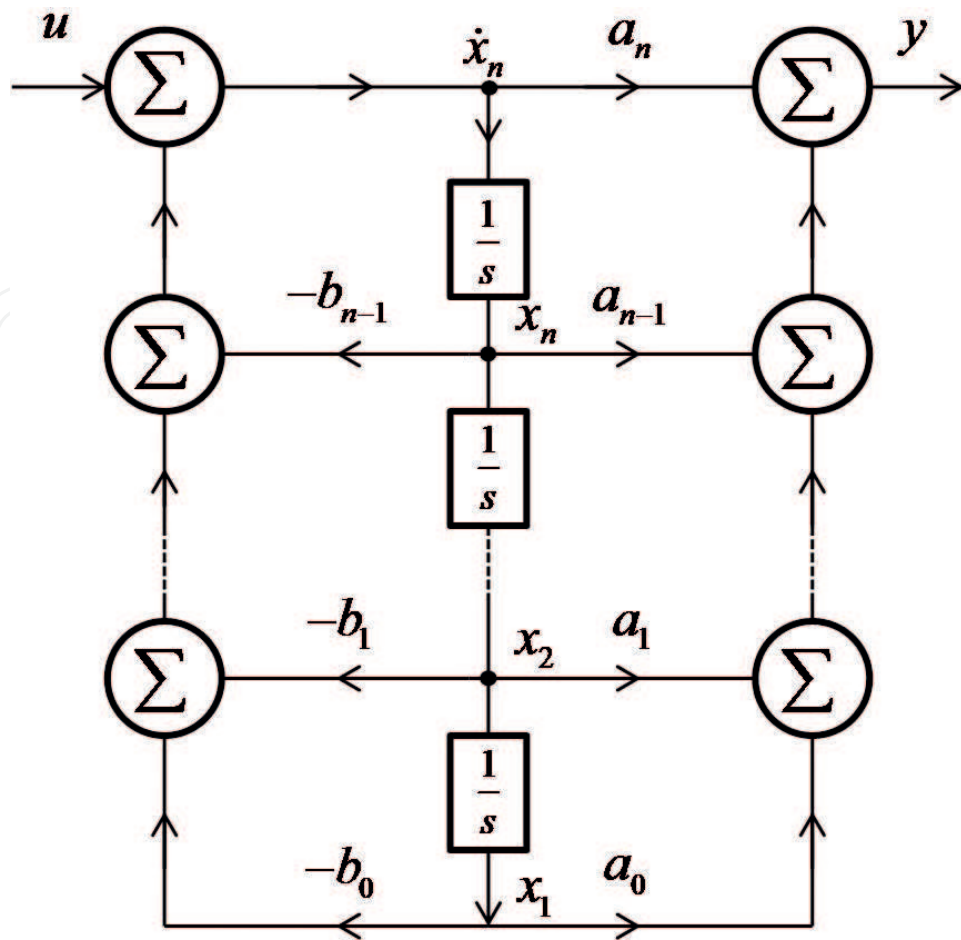 u ẋₙ aₙ y
Σ Σ
1/s
−bₙ₋₁ xₙ aₙ₋₁
Σ Σ
1/s
−b₁ x₂ a₁
Σ Σ
1/s
−b₀ x₁ a₀